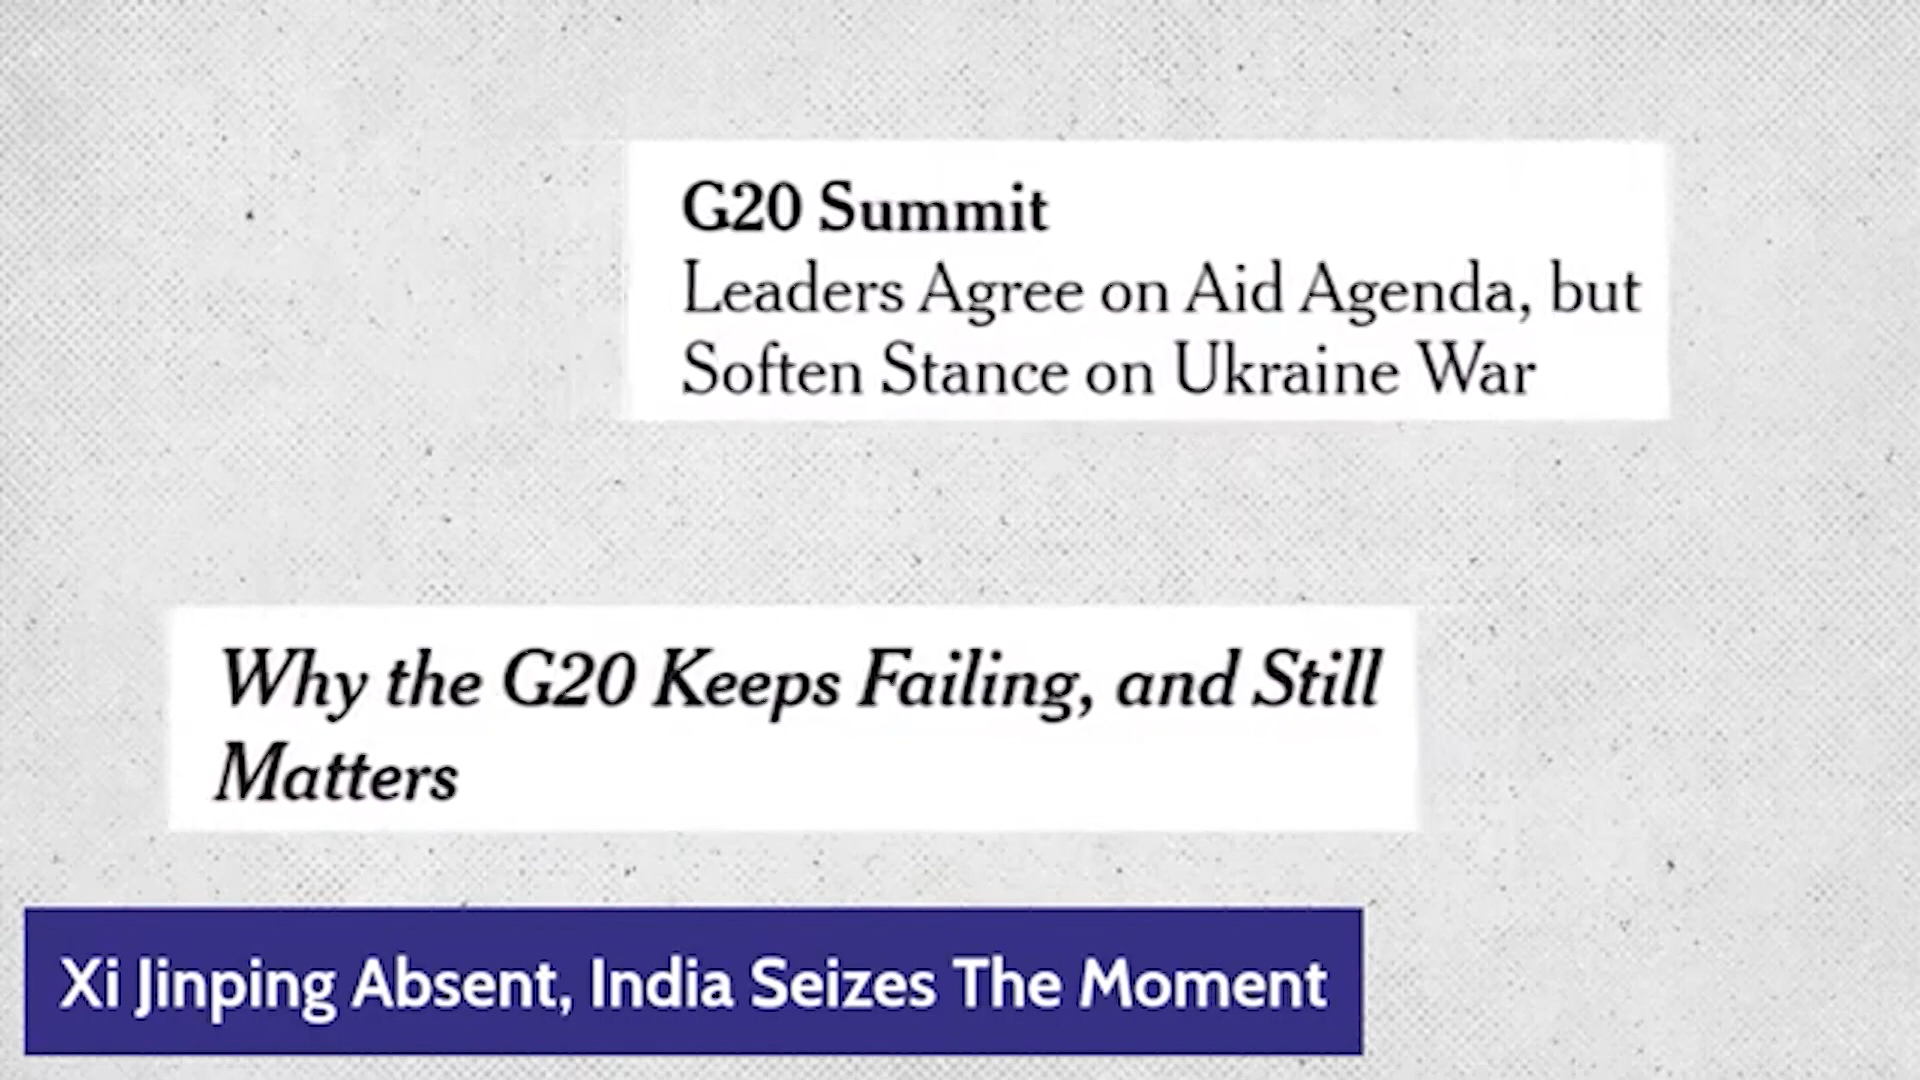 G20 Summit
Leaders Agree on Aid Agenda, but
Soften Stance on Ukraine War
Why the G20 Keeps Failing, and Still
Matters
Xi Jinping Absent, India Seizes The Moment